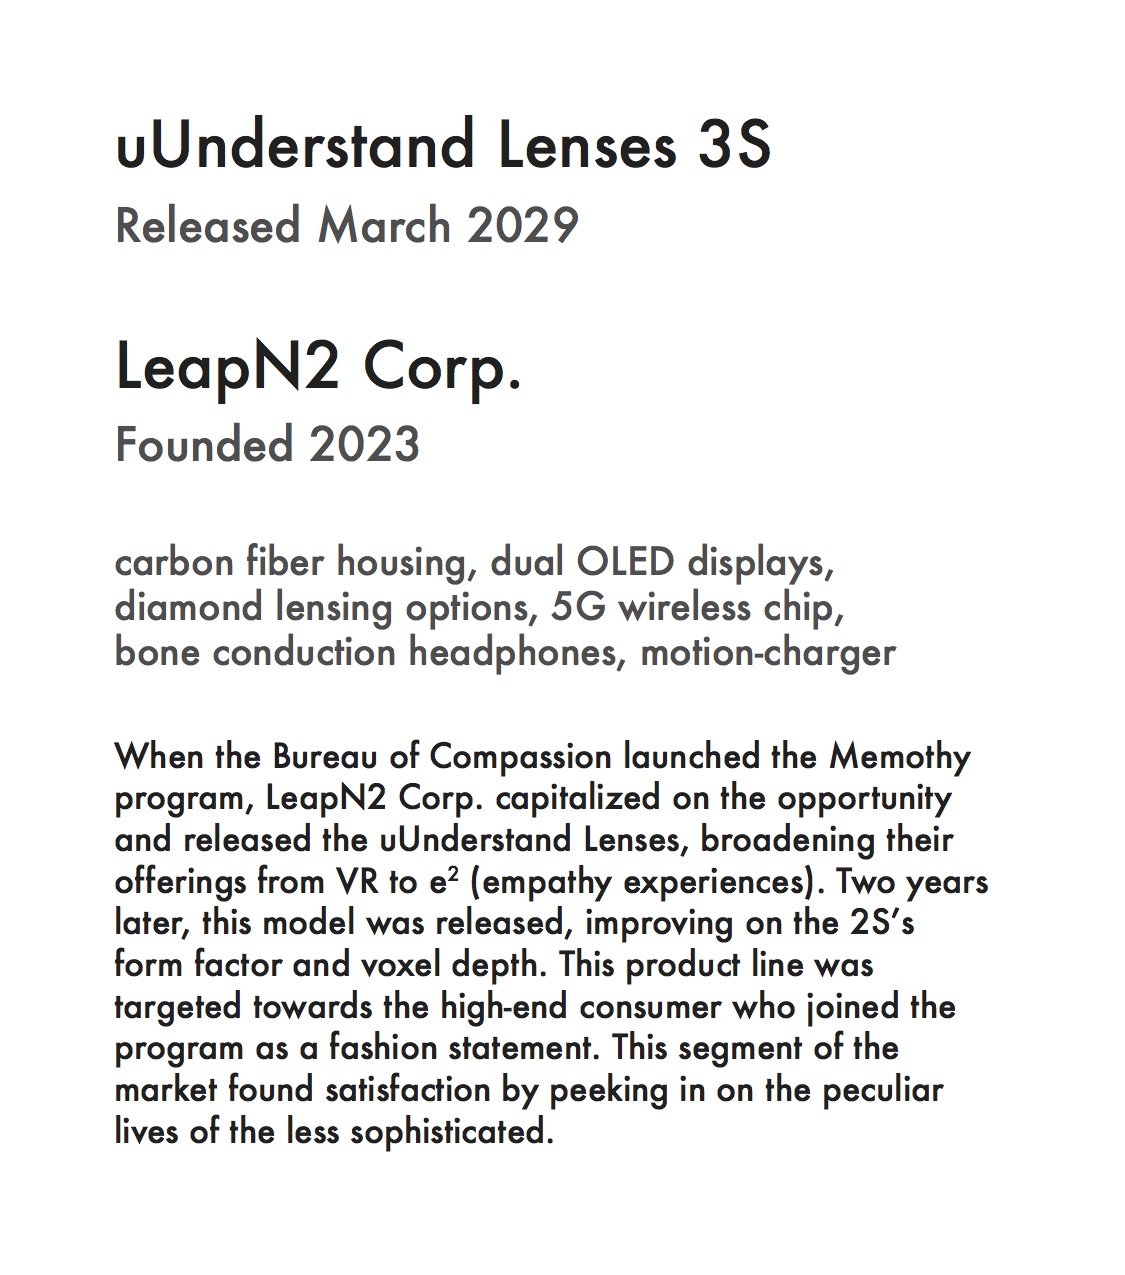 uUnderstand Lenses 3S
Released March 2029
LeapN2 Corp.
Founded 2023
carbon fiber housing, dual OLED displays,
diamond lensing options, 5G wireless chip,
bone conduction headphones, motion-charger
When the Bureau of Compassion launched the Memothy
program, LeapN2 Corp. capitalized on the opportunity
and released the uUnderstand Lenses, broadening their
offerings from VR to e² (empathy experiences). Two years
later, this model was released, improving on the 2S’s
form factor and voxel depth. This product line was
targeted towards the high-end consumer who joined the
program as a fashion statement. This segment of the
market found satisfaction by peeking in on the peculiar
lives of the less sophisticated.